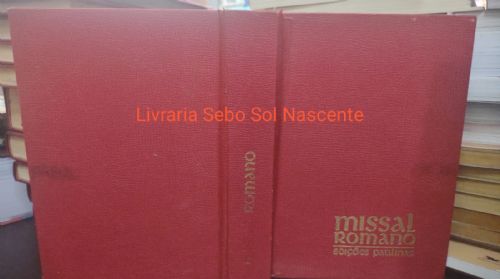 Livraria Sebo Sol Nascente
ROMANO
missal
ROMANO
edições paulinas